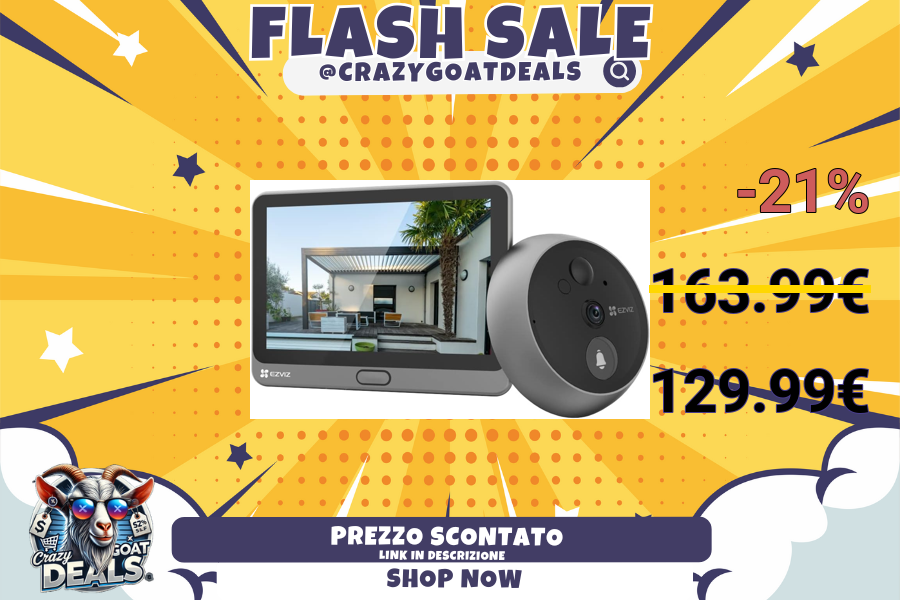 FLASH SALE
@CRAZYGOATDEALS
-21%
163.99€
129.99€
EZVIZ
EZVIZ
$
52%
Crazy
GOAT
DEALS
PREZZO SCONTATO
LINK IN DESCRIZIONE
SHOP NOW